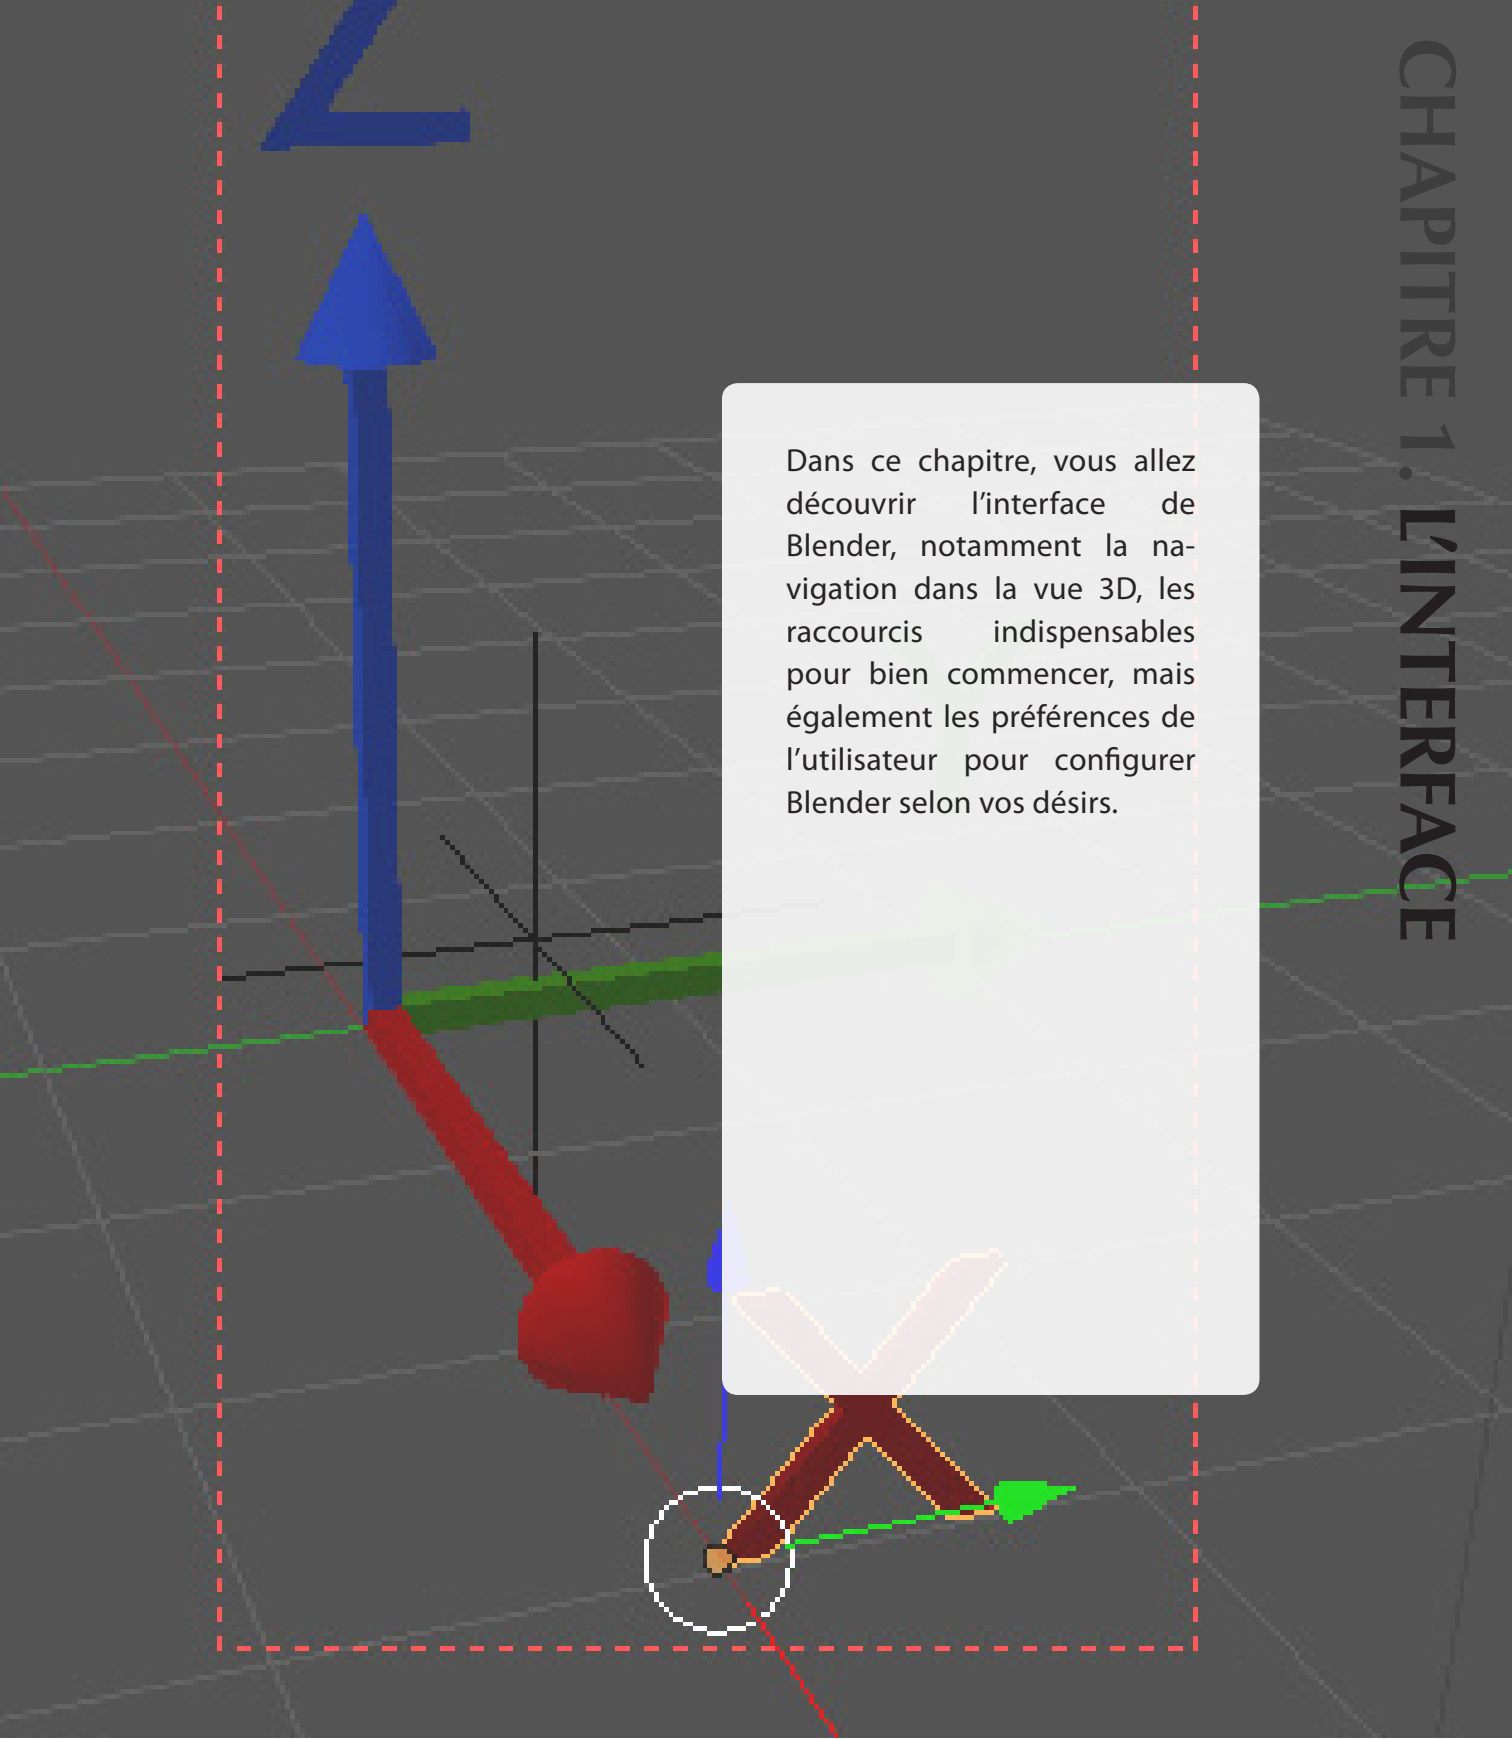 CHAPITRE 1. L’INTERFACE
Z
Dans ce chapitre, vous allez
découvrir l’interface de
Blender, notamment la na-
vigation dans la vue 3D, les
raccourcis indispensables
pour bien commencer, mais
également les préférences de
l’utilisateur pour configurer
Blender selon vos désirs.
X